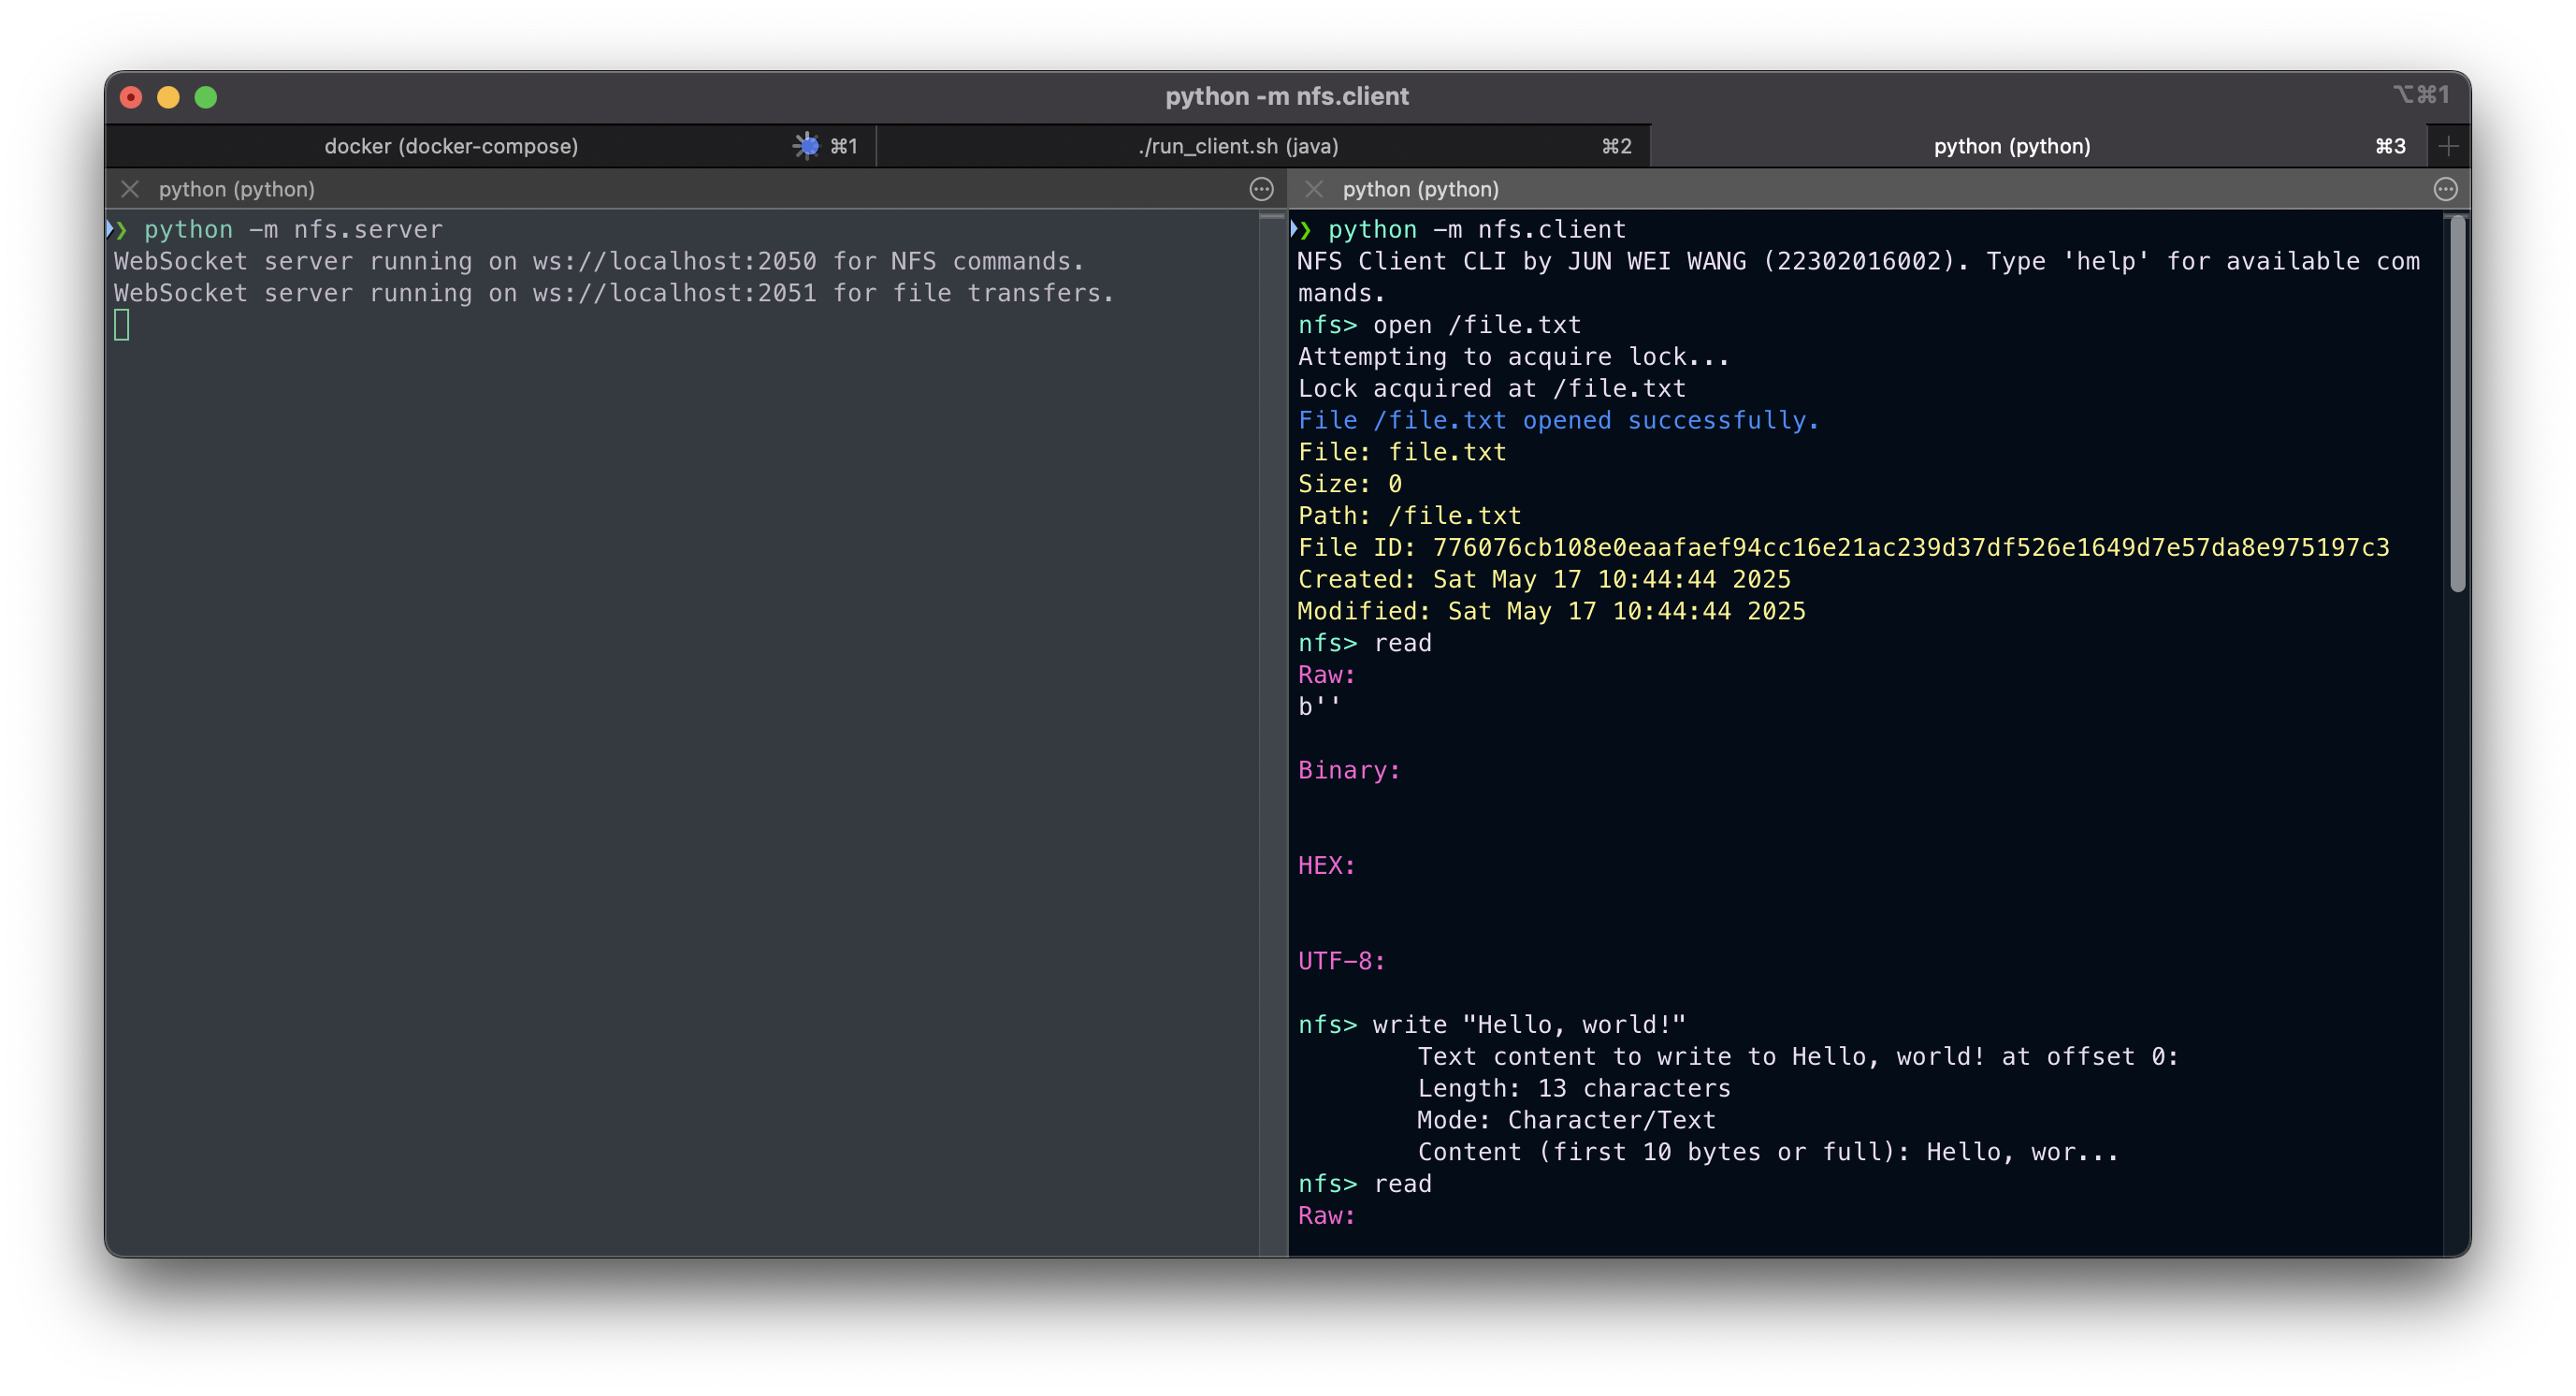 python -m nfs.client
⌥⌘1
docker (docker-compose) ⌘1
./run_client.sh (java) ⌘2
python (python) ⌘3
python (python)
❯ python -m nfs.server
WebSocket server running on ws://localhost:2050 for NFS commands.
WebSocket server running on ws://localhost:2051 for file transfers.
python (python)
❯ python -m nfs.client
NFS Client CLI by JUN WEI WANG (22302016002). Type 'help' for available com
mands.
nfs> open /file.txt
Attempting to acquire lock...
Lock acquired at /file.txt
File /file.txt opened successfully.
File: file.txt
Size: 0
Path: /file.txt
File ID: 776076cb108e0eaafaef94cc16e21ac239d37df526e1649d7e57da8e975197c3
Created: Sat May 17 10:44:44 2025
Modified: Sat May 17 10:44:44 2025
nfs> read
Raw:
b''
Binary:
HEX:
UTF-8:
nfs> write "Hello, world!"
Text content to write to Hello, world! at offset 0:
Length: 13 characters
Mode: Character/Text
Content (first 10 bytes or full): Hello, wor...
nfs> read
Raw: